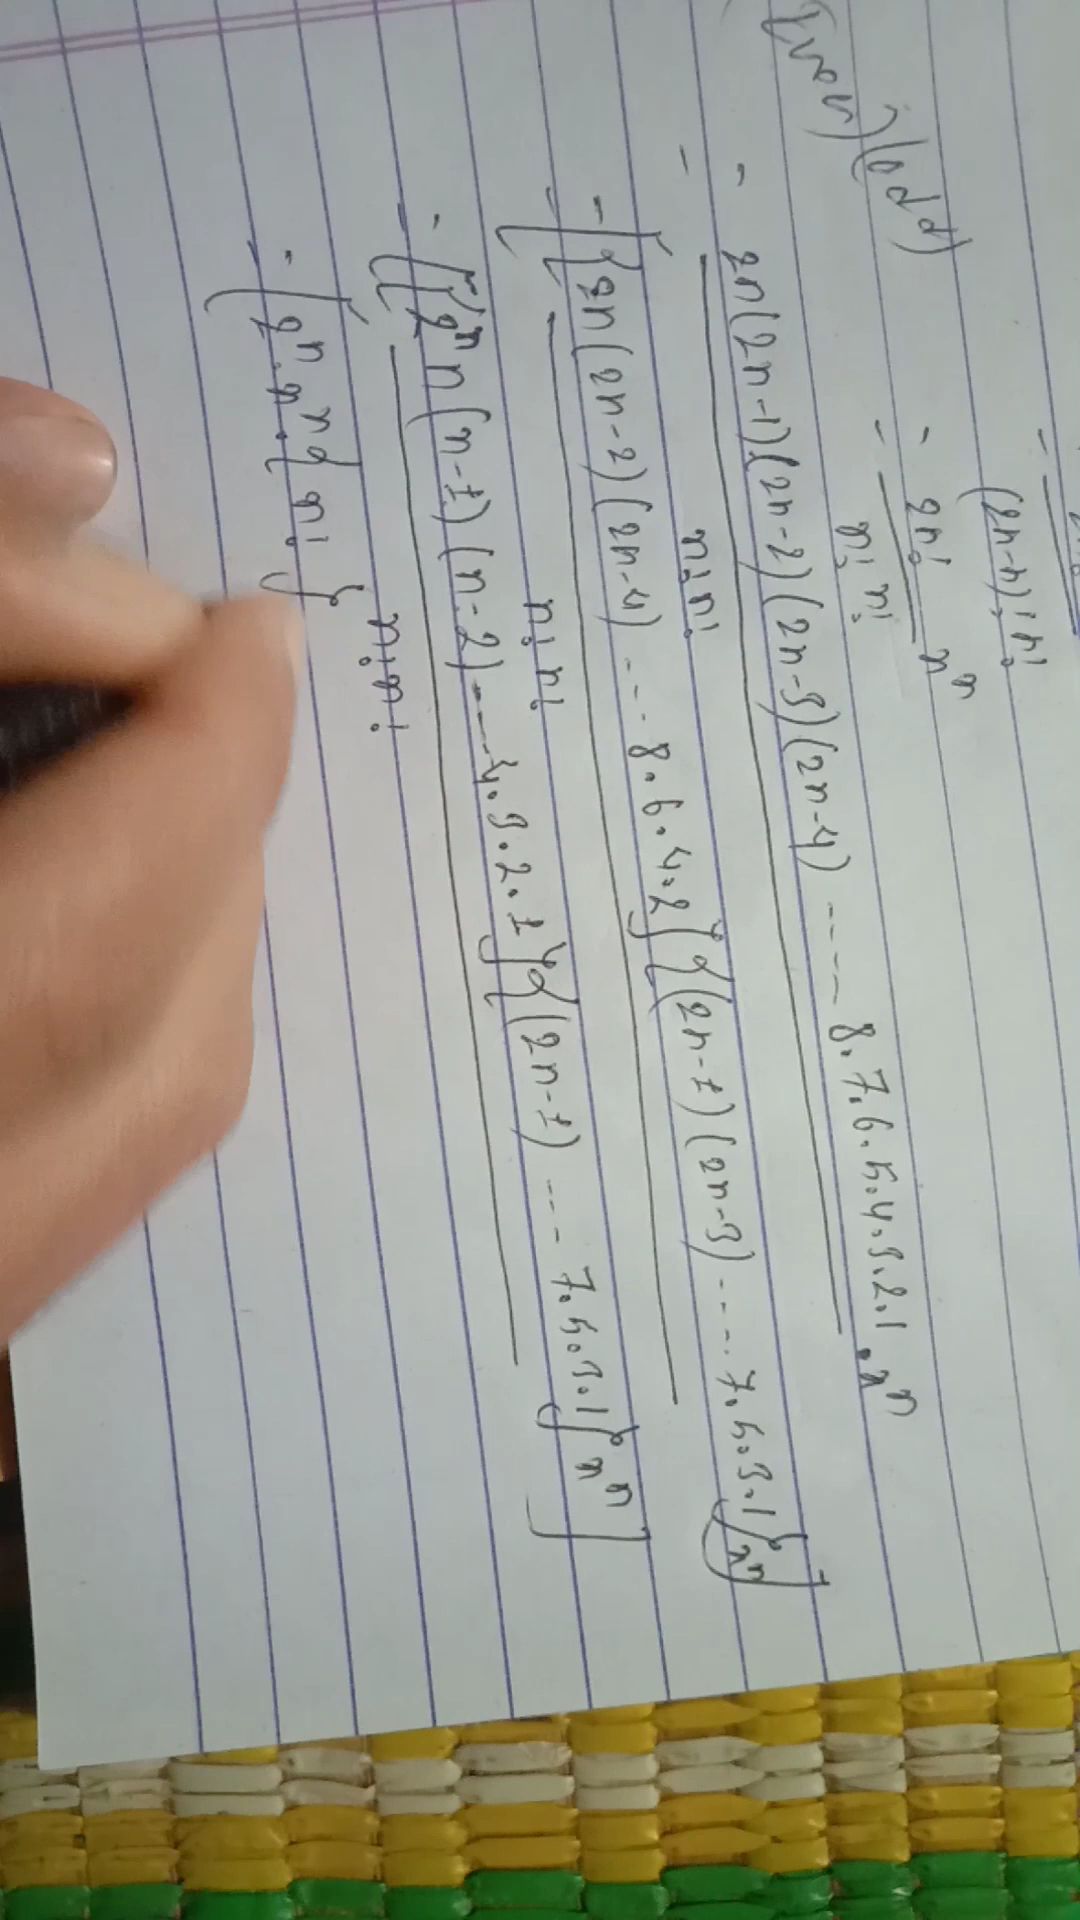 (2n-n)! n!
= 2n! / n! n! xⁿ
Even) (odd)
= 2n(2n-1)(2n-2)(2n-3)(2n-4) ---- 8.7.6.5.4.3.2.1 .xⁿ
n! n!
= [{2n(2n-2)(2n-4) --- 8.6.4.2}{(2n-1)(2n-3) ---- 7.5.3.1}xⁿ]
n! n!
= [{2ⁿ n(n-1)(n-2) ---- 4.3.2.1}{(2n-1) ---- 7.5.3.1}xⁿ]
n! n!
= [2ⁿ.xⁿ{n!}